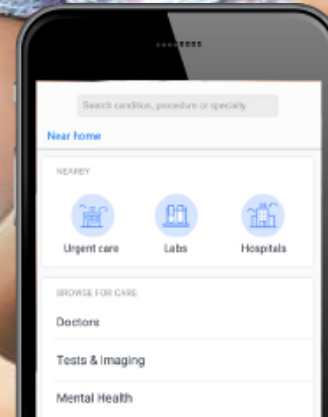 Search condition, procedure or specialty
Near home
NEARBY
Urgent care Labs Hospitals
BROWSE FOR CARE
Doctors
Tests & Imaging
Mental Health